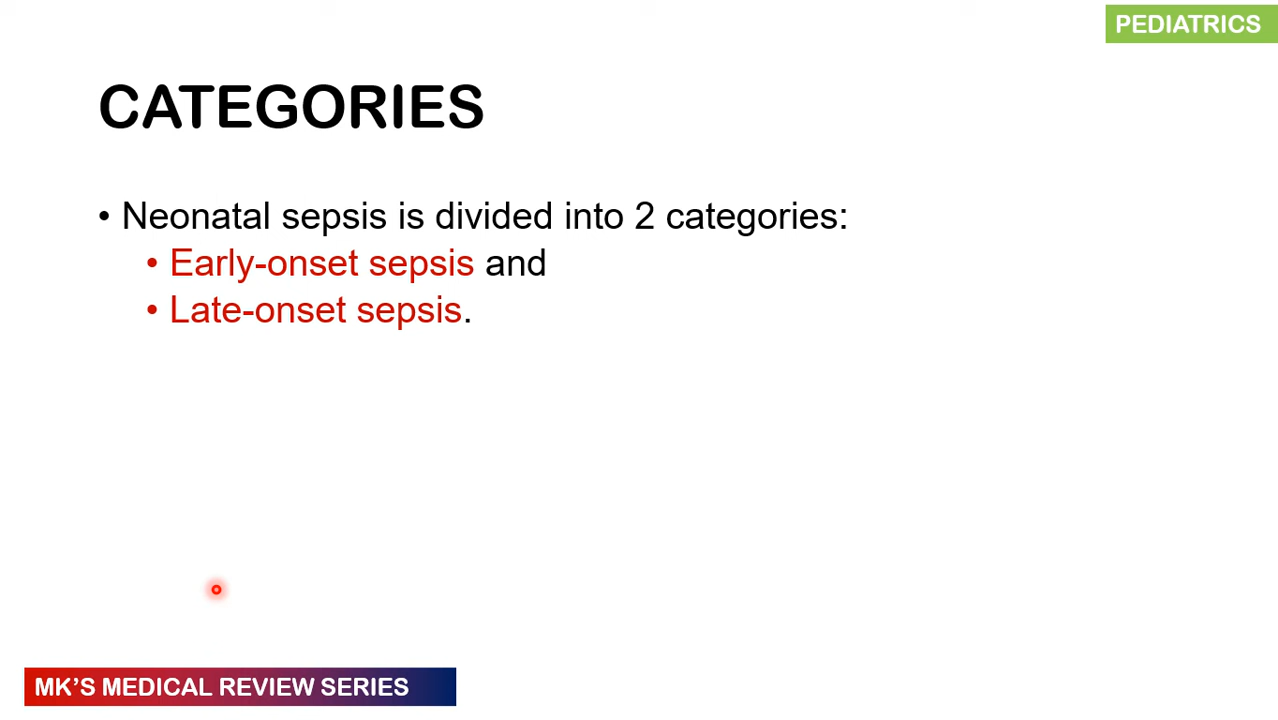 PEDIATRICS
CATEGORIES
• Neonatal sepsis is divided into 2 categories:
• Early-onset sepsis and
• Late-onset sepsis.
MK’S MEDICAL REVIEW SERIES